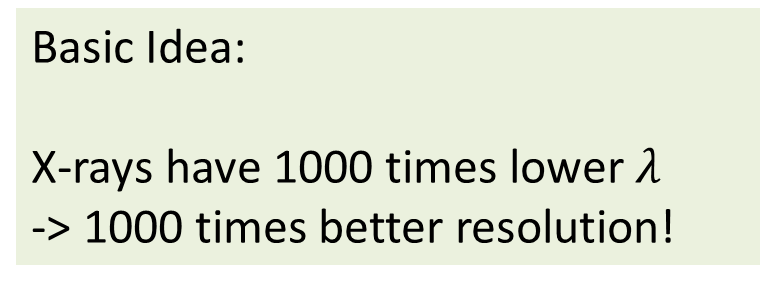 Basic Idea:
X-rays have 1000 times lower λ
-> 1000 times better resolution!